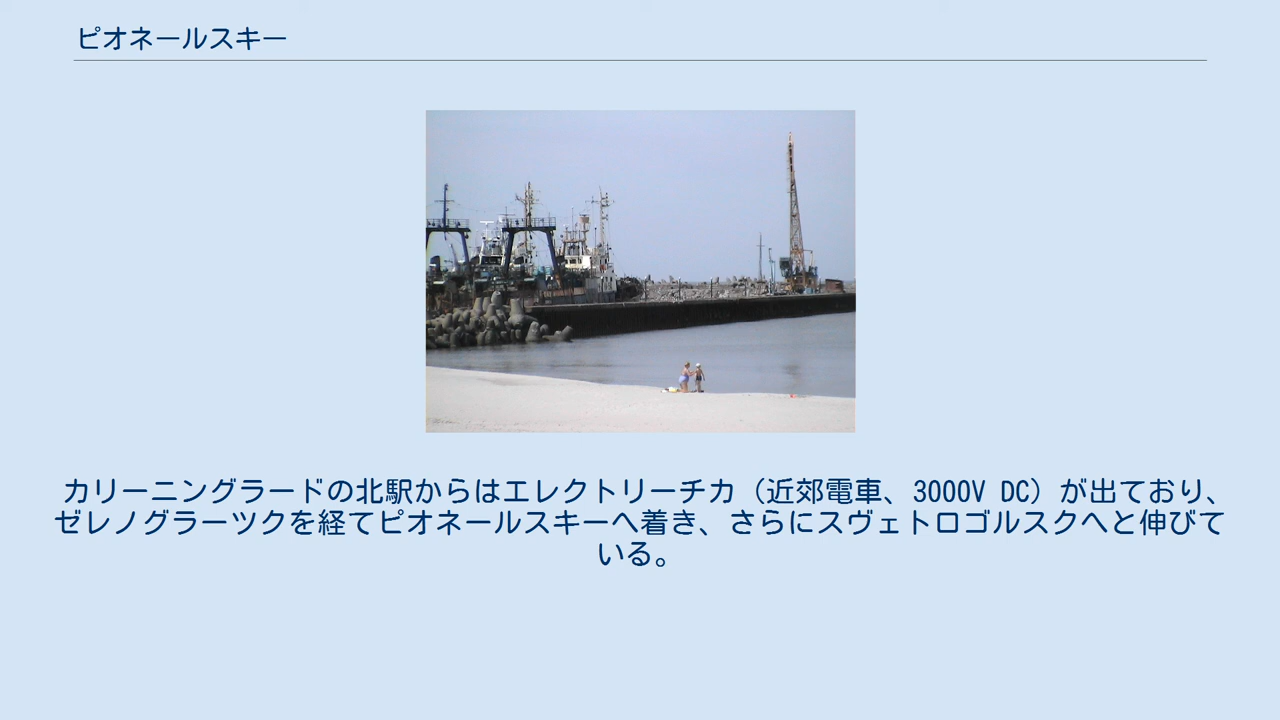 ピオネールスキー
カリーニングラードの北駅からはエレクトリーチカ（近郊電車、3000V DC）が出ており、
ゼレノグラーツクを経てピオネールスキーへ着き、さらにスヴェトロゴルスクへと伸びて
いる。